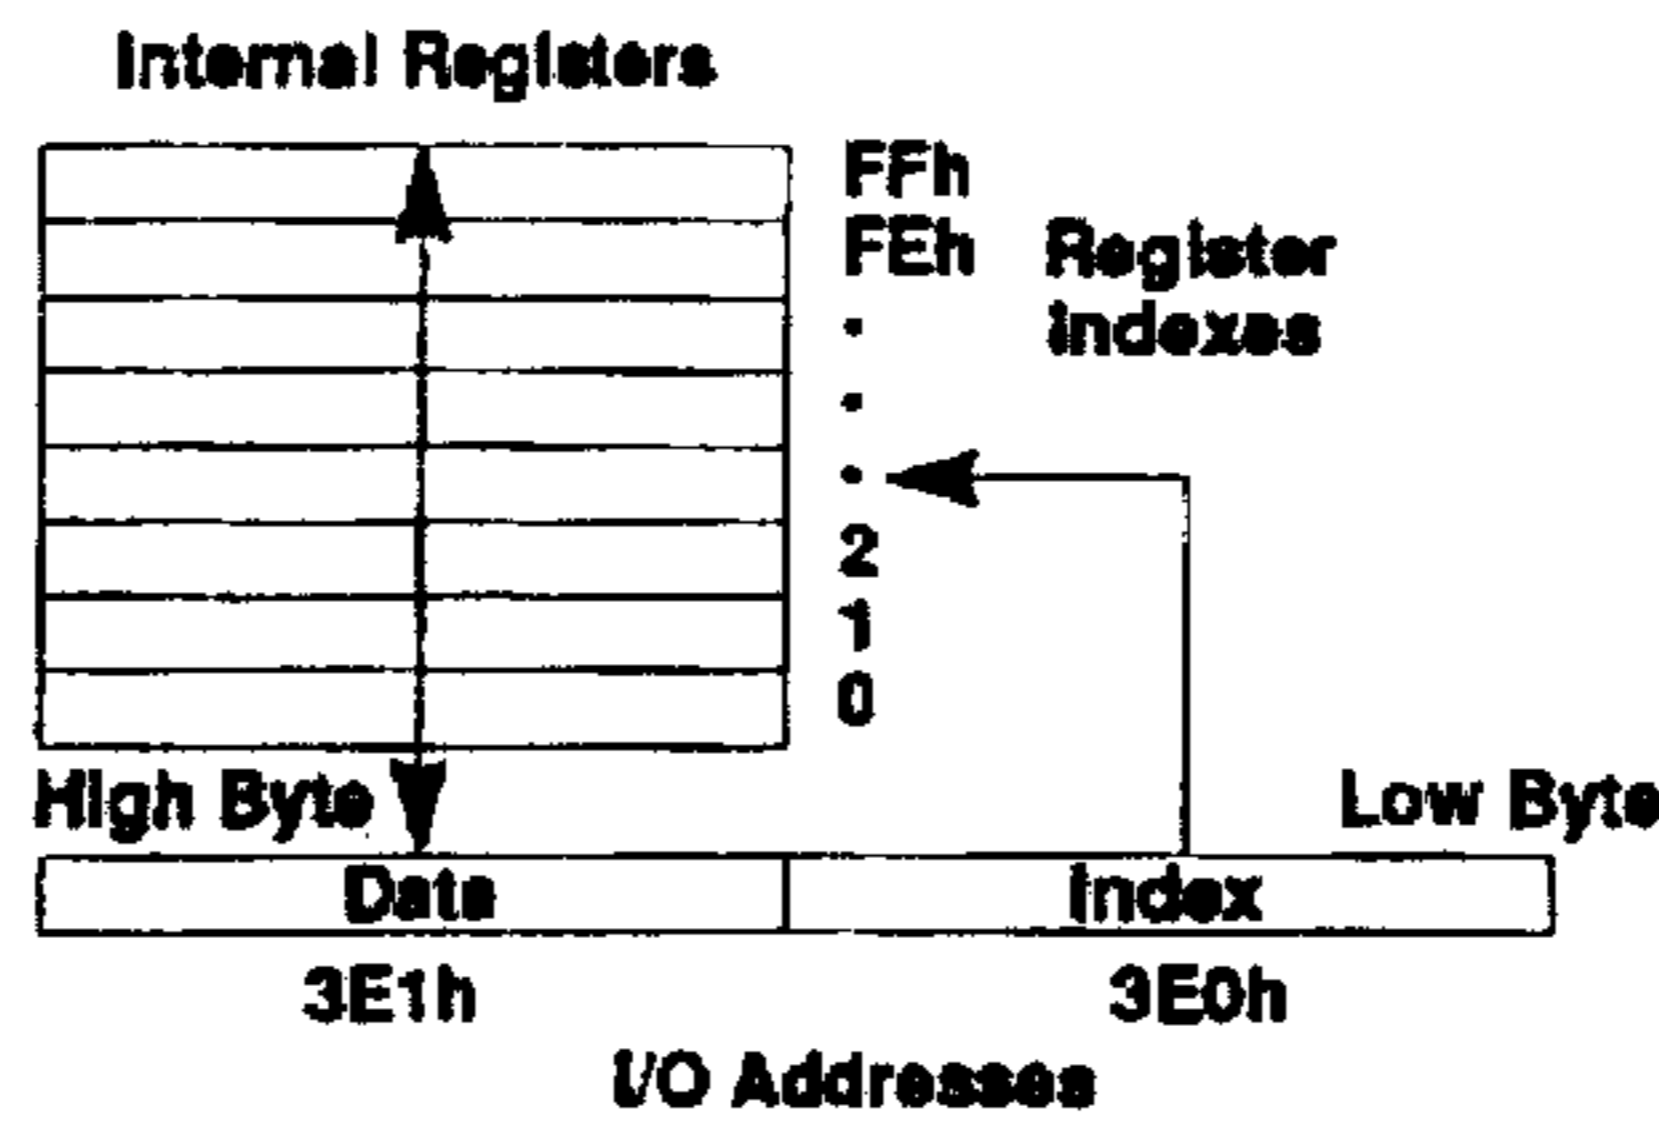 Internal Registers
FFh
FEh
Register
Indexes
•
•
•
2
1
0
High Byte
Low Byte
Data
Index
3E1h
3E0h
I/O Addresses